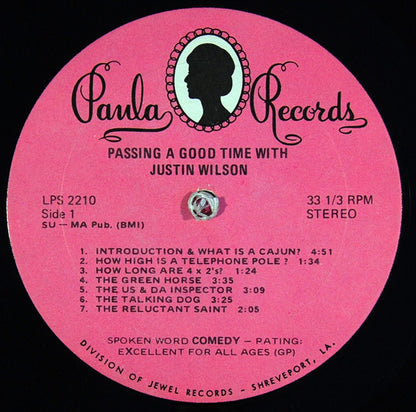 Paula Records
PASSING A GOOD TIME WITH
JUSTIN WILSON
LPS 2210 33 1/3 RPM
Side 1 STEREO
SU — MA Pub. (BMI)
1. INTRODUCTION & WHAT IS A CAJUN? 4:51
2. HOW HIGH IS A TELEPHONE POLE ? 1:34
3. HOW LONG ARE 4 x 2's? 1:24
4. THE GREEN HORSE 3:35
5. THE US & DA INSPECTOR 3:09
6. THE TALKING DOG 3:25
7. THE RELUCTANT SAINT 2:05
SPOKEN WORD COMEDY — RATING:
EXCELLENT FOR ALL AGES (GP)
DIVISION OF JEWEL RECORDS - SHREVEPORT, LA.